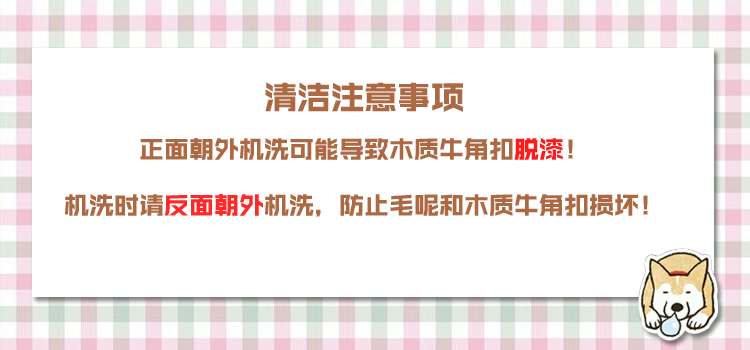 清洁注意事项
正面朝外机洗可能导致木质牛角扣脱漆！
机洗时请反面朝外机洗，防止毛呢和木质牛角扣损坏！